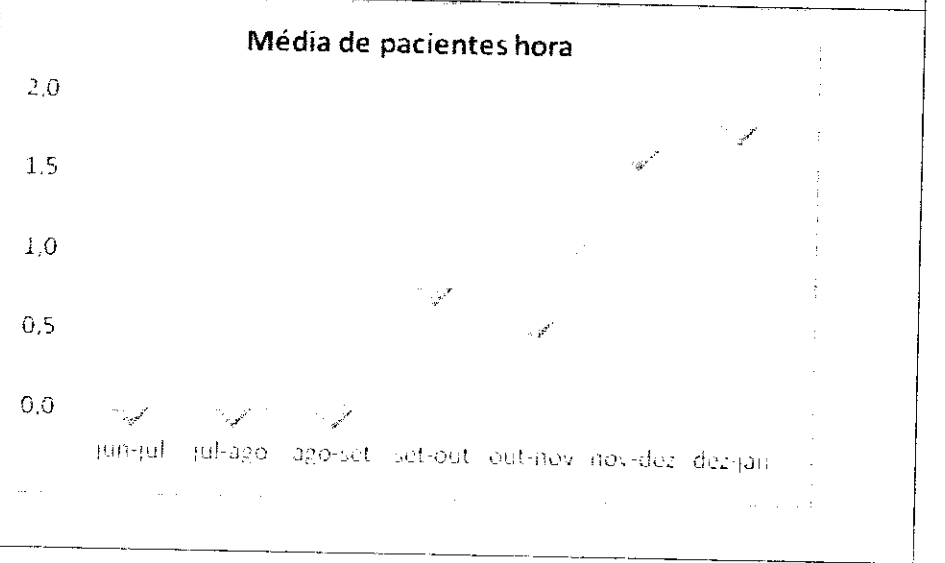 Média de pacientes hora
2,0
1,5
1,0
0,5
0,0
jun-jul jul-ago ago-set set-out out-nov nov-dez dez-jan